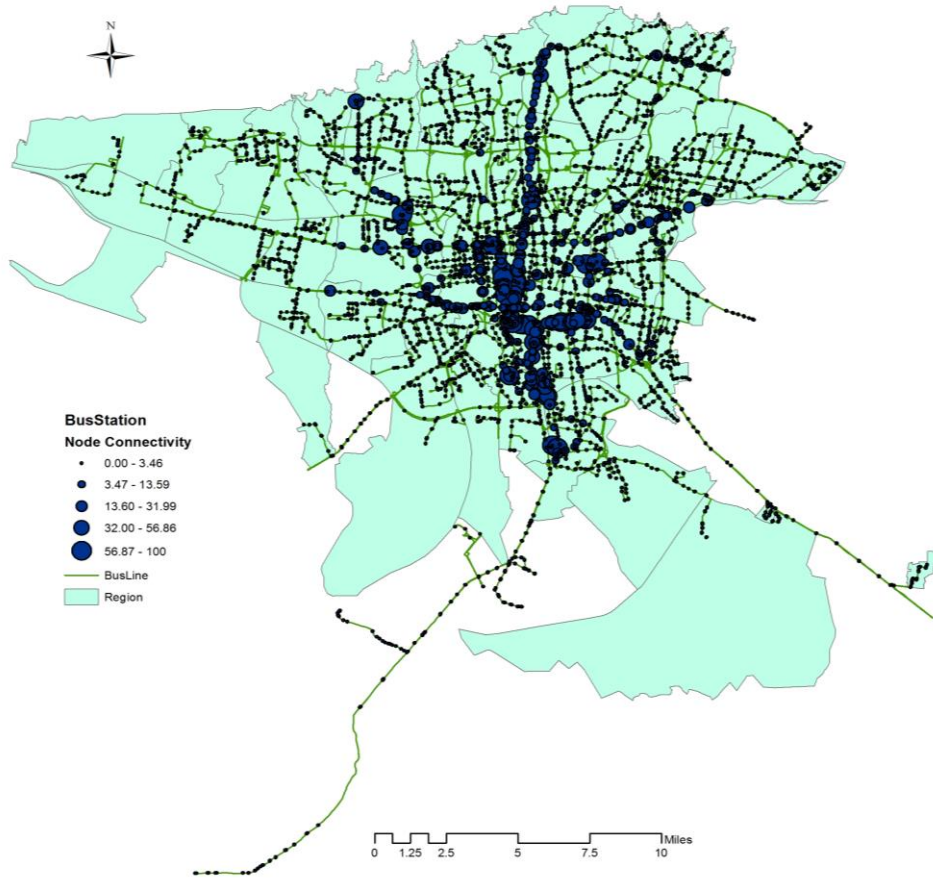 N
BusStation
Node Connectivity
0.00 - 3.46
3.47 - 13.59
13.60 - 31.99
32.00 - 56.86
56.87 - 100
BusLine
Region
Miles
0 1.25 2.5 5 7.5 10